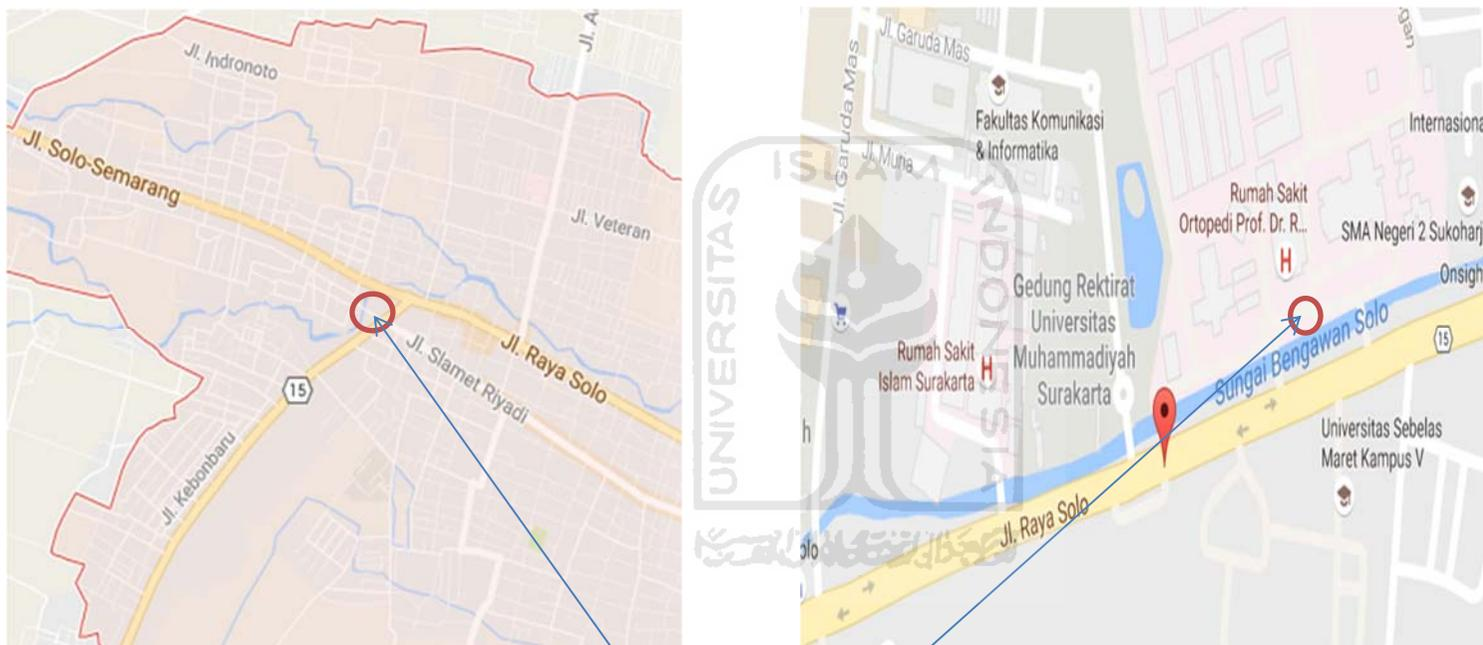 Jl. Indronoto
Jl. A
Jl. Solo-Semarang
Jl. Veteran
Jl. Raya Solo
Jl. Slamet Riyadi
15
Jl. Kebonbaru
Jl. Garuda Mas
gan
Jl. Garuda Mas
Fakultas Komunikasi
& Informatika
Internasiona
Jl. Muria
Rumah Sakit
Ortopedi Prof. Dr. R...
SMA Negeri 2 Sukoharj
Onsigh
Gedung Rektirat
Universitas
Muhammadiyah
Surakarta
Rumah Sakit
Islam Surakarta
H
H
Sungai Bengawan Solo
15
h
Universitas Sebelas
Maret Kampus V
Jl. Raya Solo
olo
UNIVERSITAS
ISLAM
INDONESIA